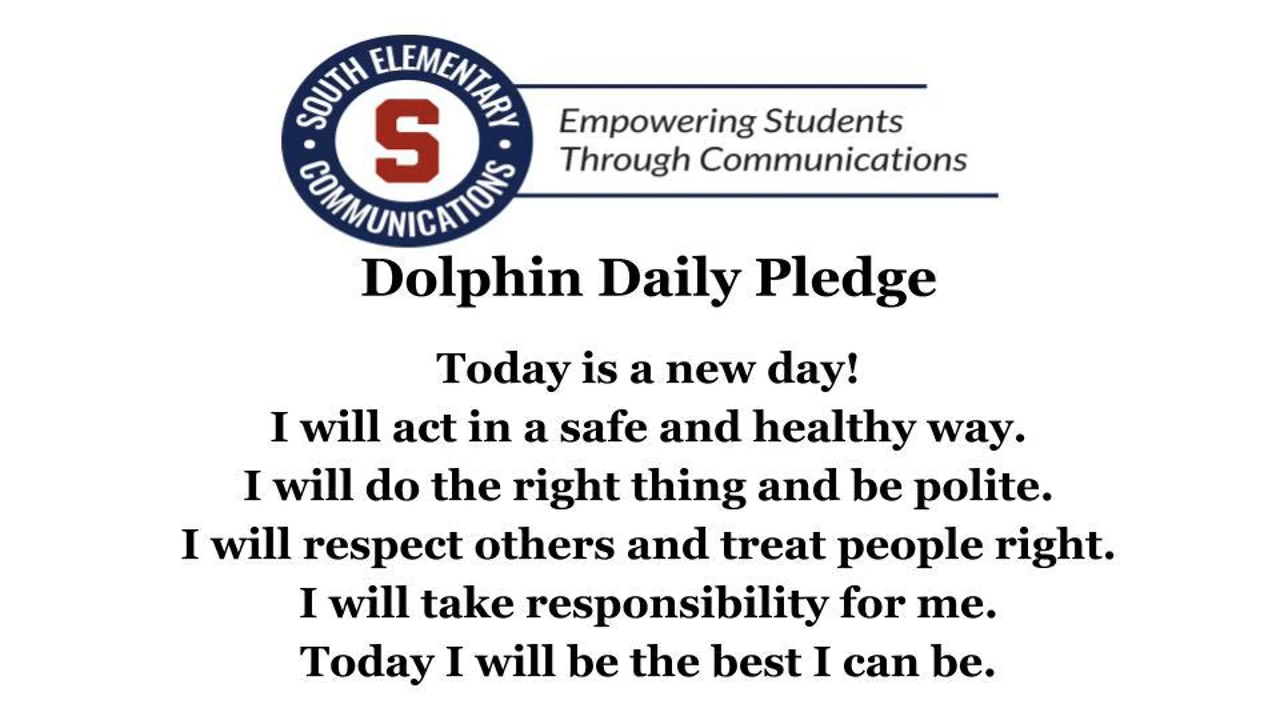 SOUTH ELEMENTARY
S
COMMUNICATIONS
Empowering Students
Through Communications
Dolphin Daily Pledge
Today is a new day!
I will act in a safe and healthy way.
I will do the right thing and be polite.
I will respect others and treat people right.
I will take responsibility for me.
Today I will be the best I can be.